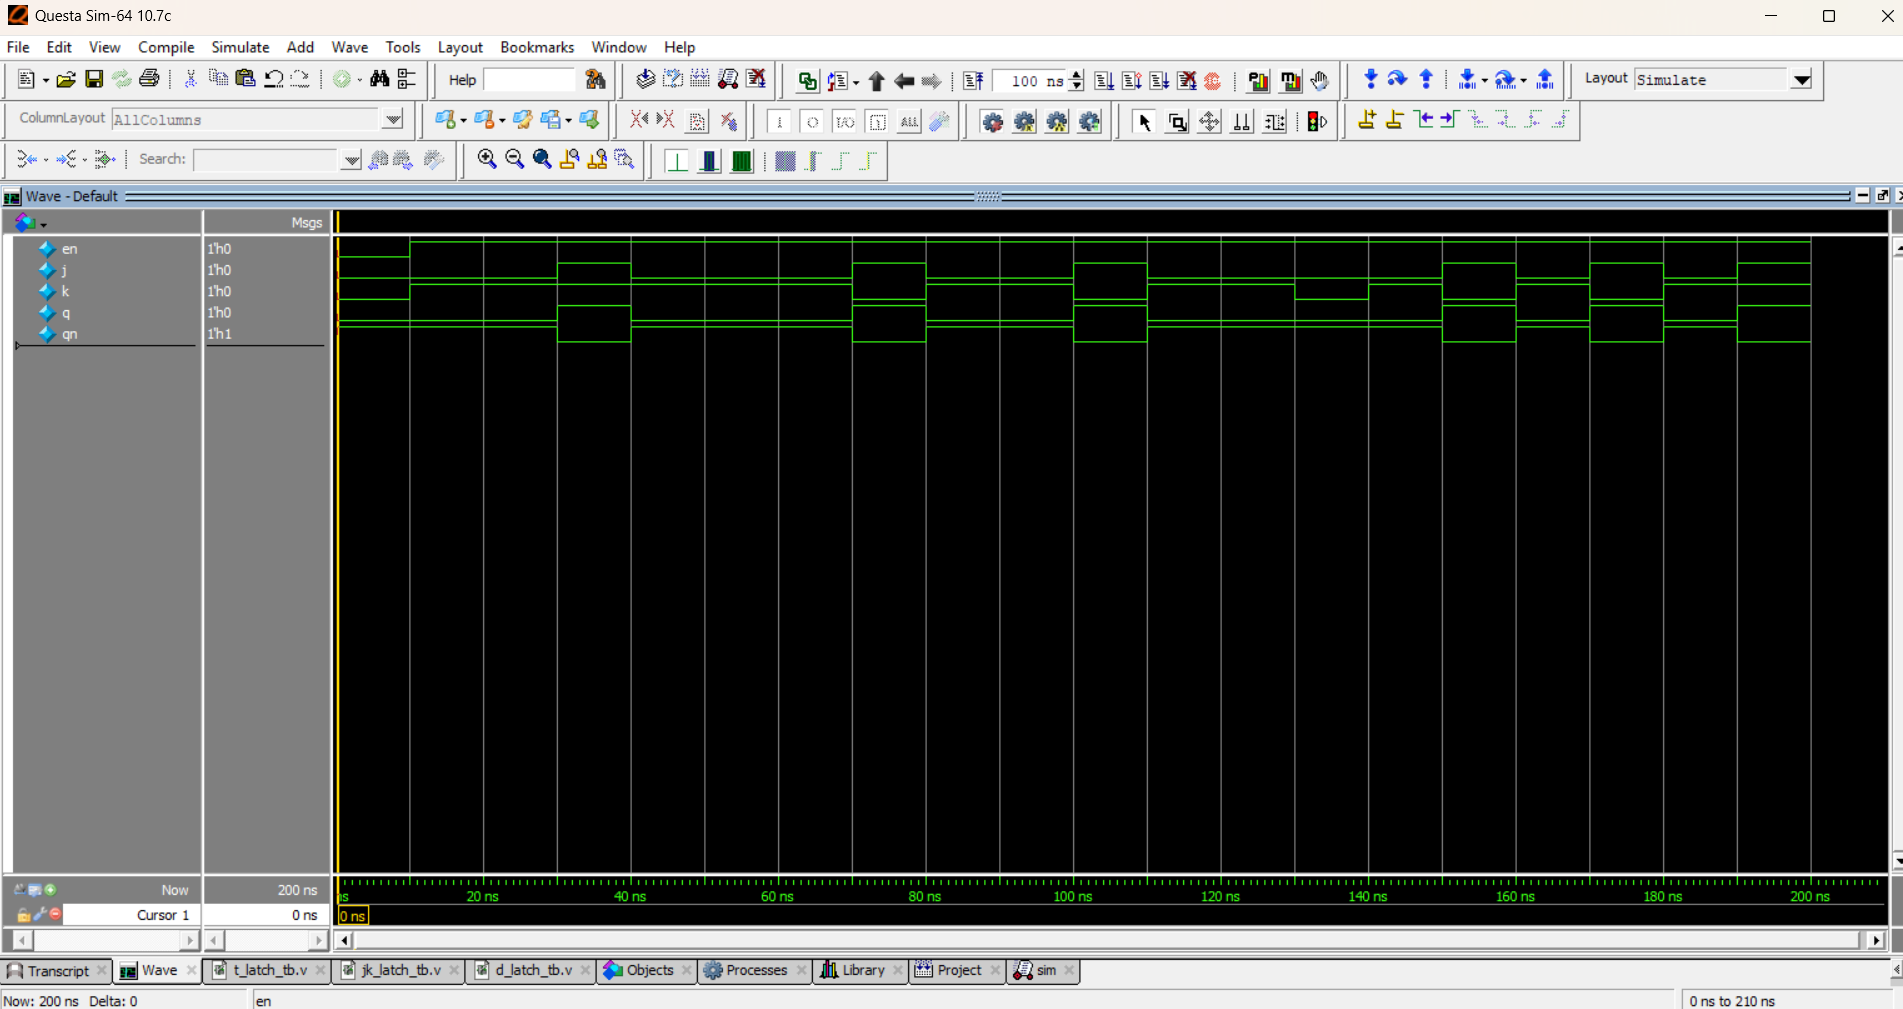 Questa Sim-64 10.7c
File Edit View Compile Simulate Add Wave Tools Layout Bookmarks Window Help
Help 100 ns Layout Simulate
ColumnLayout AllColumns
Search:
Wave - Default
Msgs
en 1'h0
j 1'h0
k 1'h0
q 1'h0
qn 1'h1
Now 200 ns ns 20 ns 40 ns 60 ns 80 ns 100 ns 120 ns 140 ns 160 ns 180 ns 200 ns
Cursor 1 0 ns 0 ns
Transcript Wave t_latch_tb.v jk_latch_tb.v d_latch_tb.v Objects Processes Library Project sim
Now: 200 ns Delta: 0 en 0 ns to 210 ns